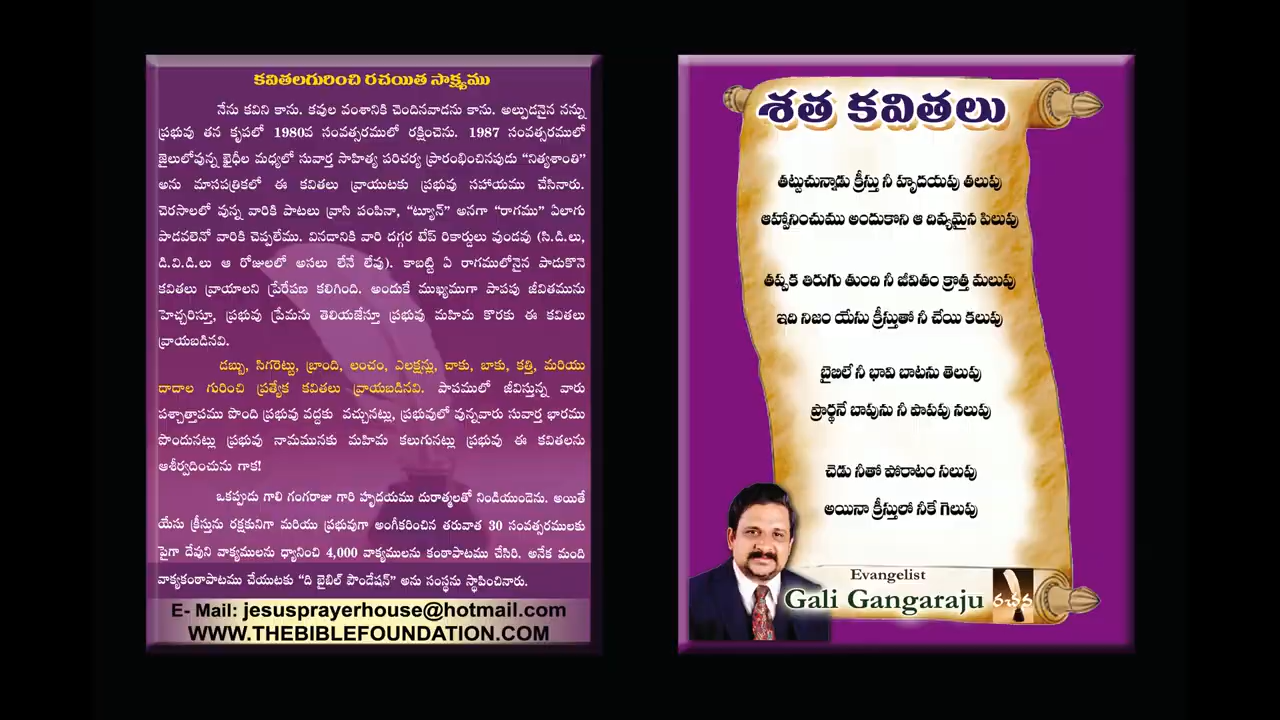 కవితలగురించి రచయిత సాక్ష్యము
నేను కవిని కాను. కవుల వంశానికి చెందినవాడను కాను. అల్పుడనైన నన్ను
ప్రభువు తన కృపలో 1980వ సంవత్సరములో రక్షించెను. 1987 సంవత్సరములో
జైలులోవున్న ఖైధీల మధ్యలో సువార్త సాహిత్య పరిచర్య ప్రారంభించినపుడు “నిత్యశాంతి”
అను మాసపత్రికలో ఈ కవితలు వ్రాయుటకు ప్రభువు సహాయము చేసినారు.
చెరసాలలో వున్న వారికి పాటలు వ్రాసి పంపినా, “ట్యూన్” అనగా “రాగము” ఏలాగు
పాడవలెనో వారికి చెప్పలేము. వినడానికి వారి దగ్గర టేప్ రికార్డులు వుండవు (సి.డి.లు,
డి.వి.డి.లు ఆ రోజులలో అసలు లేనే లేవు). కాబట్టి ఏ రాగములోనైన పాడుకొనె
కవితలు వ్రాయాలని ప్రేరేపణ కలిగింది. అందుకే ముఖ్యముగా పాపపు జీవితమును
హెచ్చరిస్తూ, ప్రభువు ప్రేమను తెలియజేస్తూ ప్రభువు మహిమ కొరకు ఈ కవితలు
వ్రాయబడినవి.
డబ్బు, సిగరెట్టు, బ్రాంది, లంచం, ఎలక్షన్లు, చాకు, బాకు, కత్తి, మరియు
దాదాల గురించి ప్రత్యేక కవితలు వ్రాయబడినవి. పాపములో జీవిస్తున్న వారు
పశ్చాత్తాపము పొంది ప్రభువు వద్దకు వచ్చునట్లు, ప్రభువులో వున్నవారు సువార్త భారము
పొందునట్లు ప్రభువు నామమునకు మహిమ కలుగునట్లు ప్రభువు ఈ కవితలను
ఆశీర్వదించును గాక!
ఒకప్పుడు గాలి గంగరాజు గారి హృదయము దురాత్మలతో నిండియుండెను. అయితే
యేసు క్రీస్తును రక్షకునిగా మరియు ప్రభువుగా అంగీకరించిన తరువాత 30 సంవత్సరములకు
పైగా దేవుని వాక్యములను ధ్యానించి 4,000 వాక్యములను కంఠాపాటము చేసిరి. అనేక మంది
వాక్యకంఠాపాటము చేయుటకు “ది బైబిల్ ఫౌండేషన్” అను సంస్థను స్థాపించినారు.
E- Mail: jesusprayerhouse@hotmail.com
WWW.THEBIBLEFOUNDATION.COM
శత కవితలు
తట్టుచున్నాడు క్రీస్తు నీ హృదయపు తలుపు
ఆహ్వానించుము అందుకొని ఆ దివ్యమైన పిలుపు
తప్పక తిరుగు తుంది నీ జీవితం క్రొత్త మలుపు
ఇది నిజం యేసు క్రీస్తుతో నీ చేయి కలుపు
బైబిలే నీ భావి బాటను తెలుపు
ప్రార్థనే బాపును నీ పాపపు నలుపు
చెడు నీతో పోరాటం సలుపు
అయినా క్రీస్తులో నీకే గెలుపు
Evangelist
Gali Gangaraju
రచన